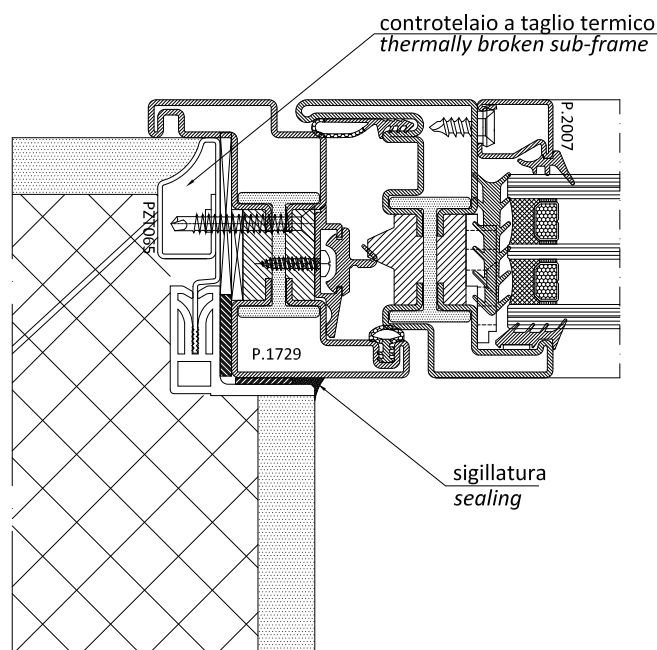 controtelaio a taglio termico
thermally broken sub-frame
P.2007
PZ1065
P.1729
sigillatura
sealing